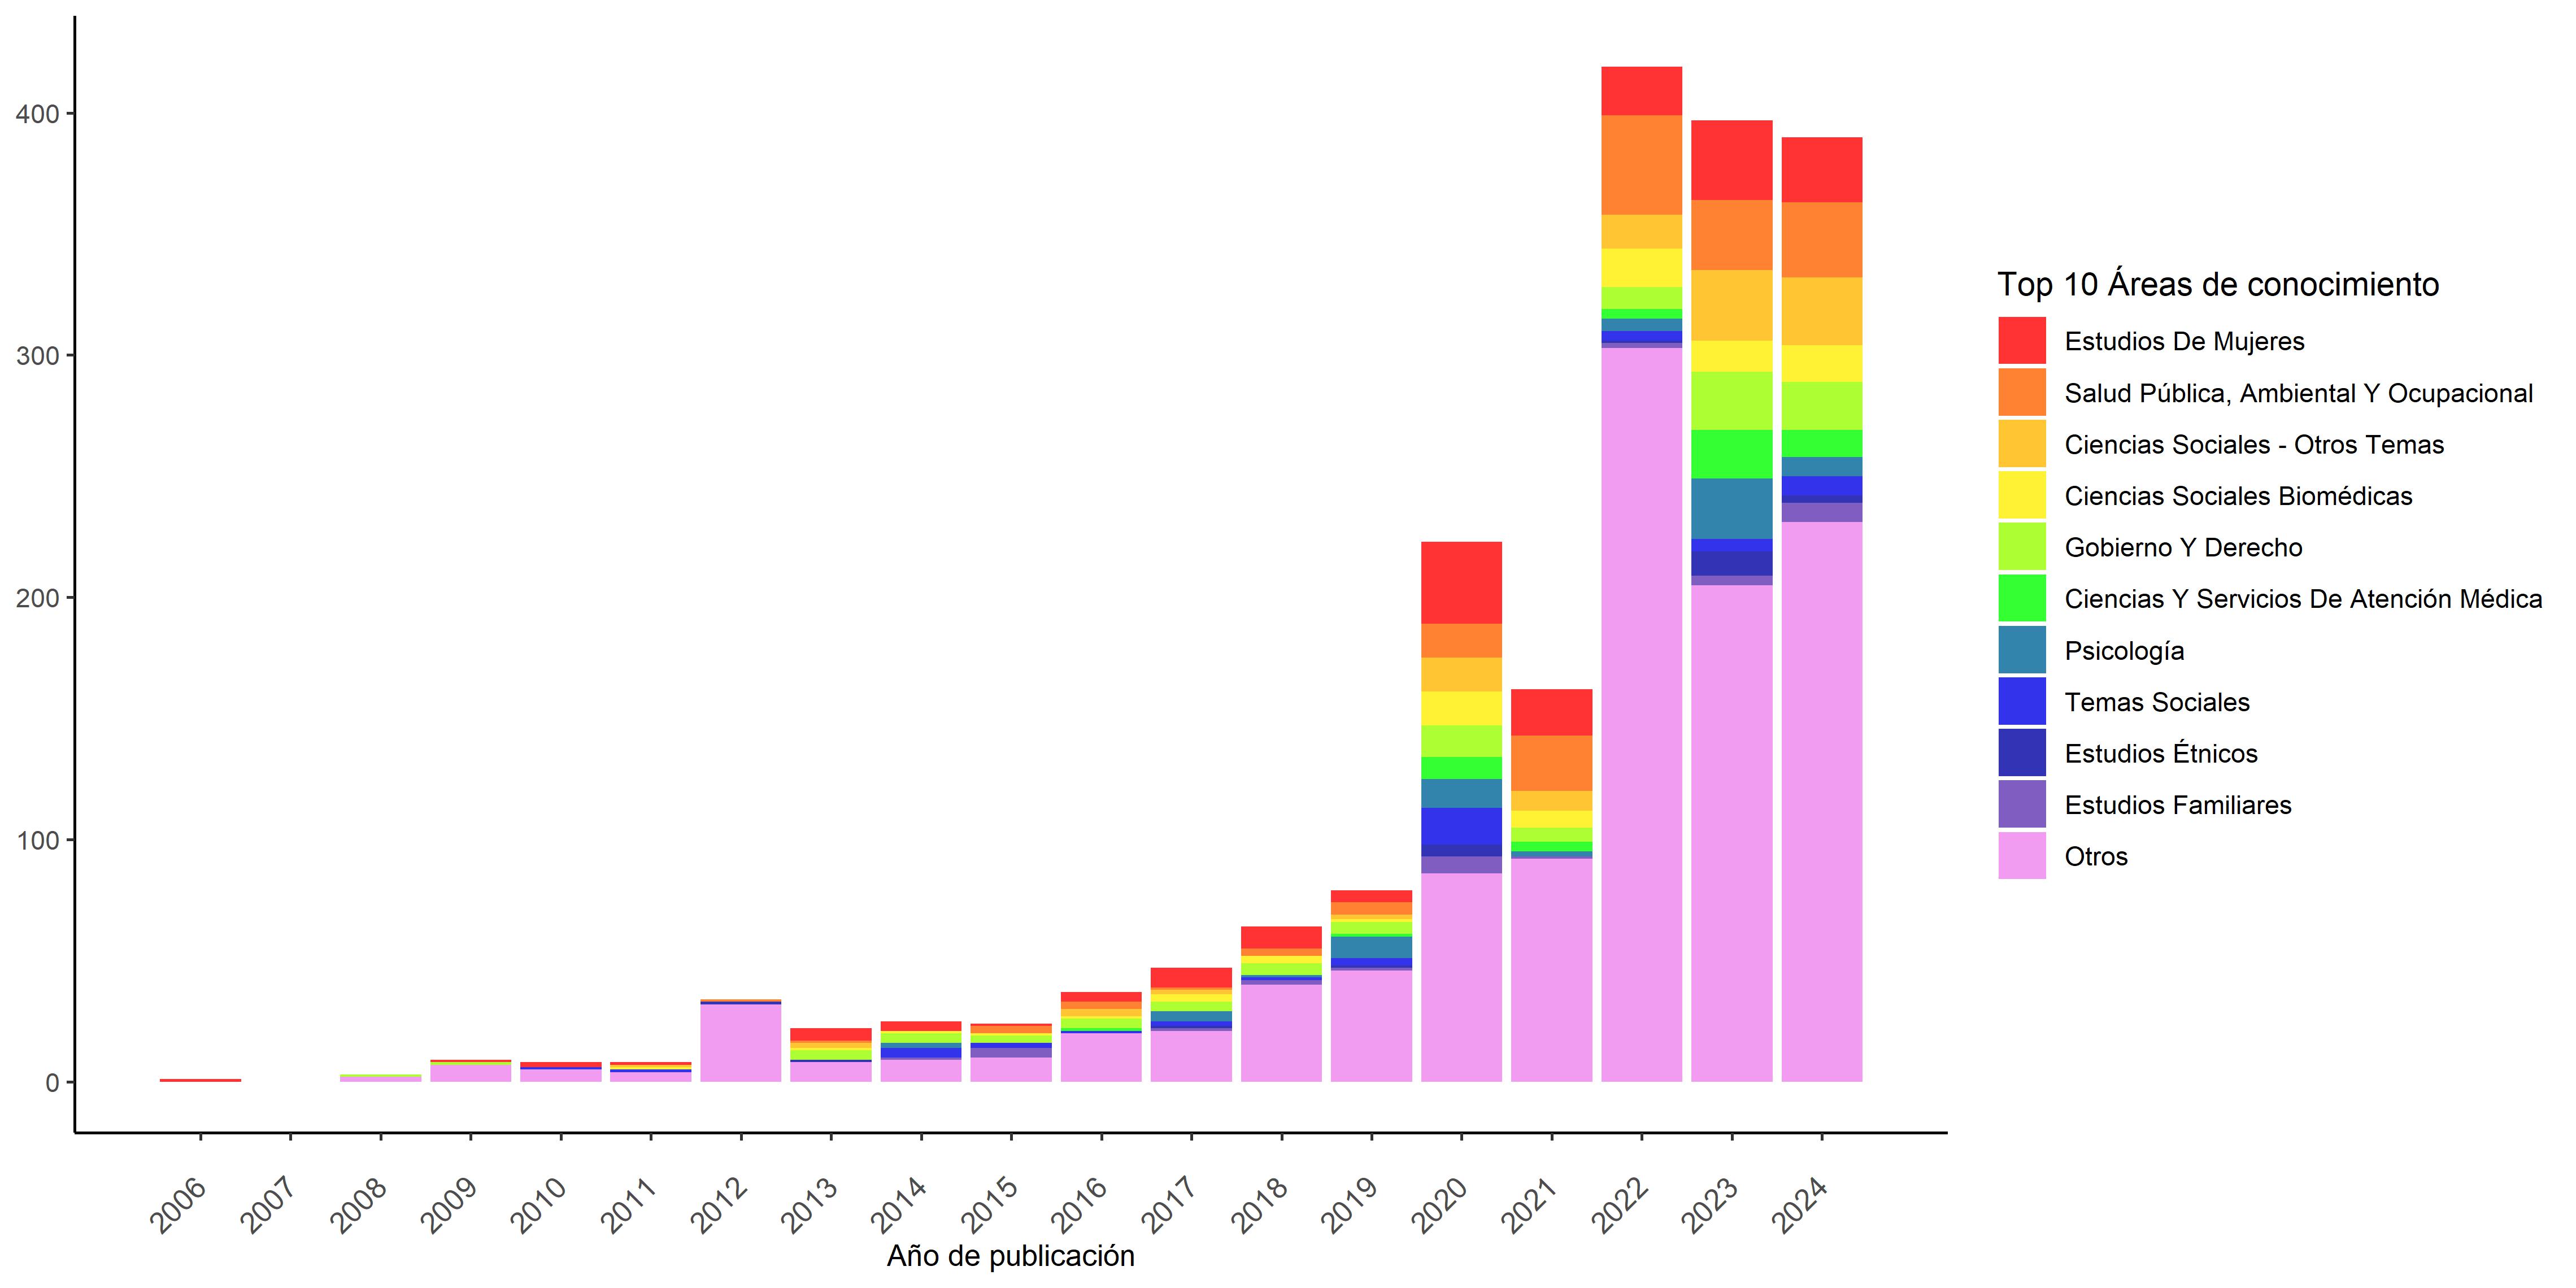 400
300
200
100
0
2006
2007
2008
2009
2010
2011
2012
2013
2014
2015
2016
2017
2018
2019
2020
2021
2022
2023
2024
Año de publicación
Top 10 Áreas de conocimiento
Estudios De Mujeres
Salud Pública, Ambiental Y Ocupacional
Ciencias Sociales - Otros Temas
Ciencias Sociales Biomédicas
Gobierno Y Derecho
Ciencias Y Servicios De Atención Médica
Psicología
Temas Sociales
Estudios Étnicos
Estudios Familiares
Otros